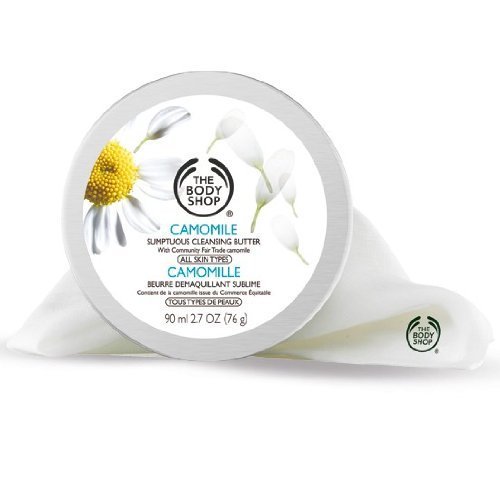 THE
BODY
SHOP®
CAMOMILE
SUMPTUOUS CLEANSING BUTTER
With Community Fair Trade camomile
ALL SKIN TYPES
CAMOMILLE
BEURRE DEMAQUILLANT SUBLIME
Contient de la camomille issue du Commerce Equitable
TOUS TYPES DE PEAUX
90 ml 2.7 OZ (76 g)
THE
BODY
SHOP